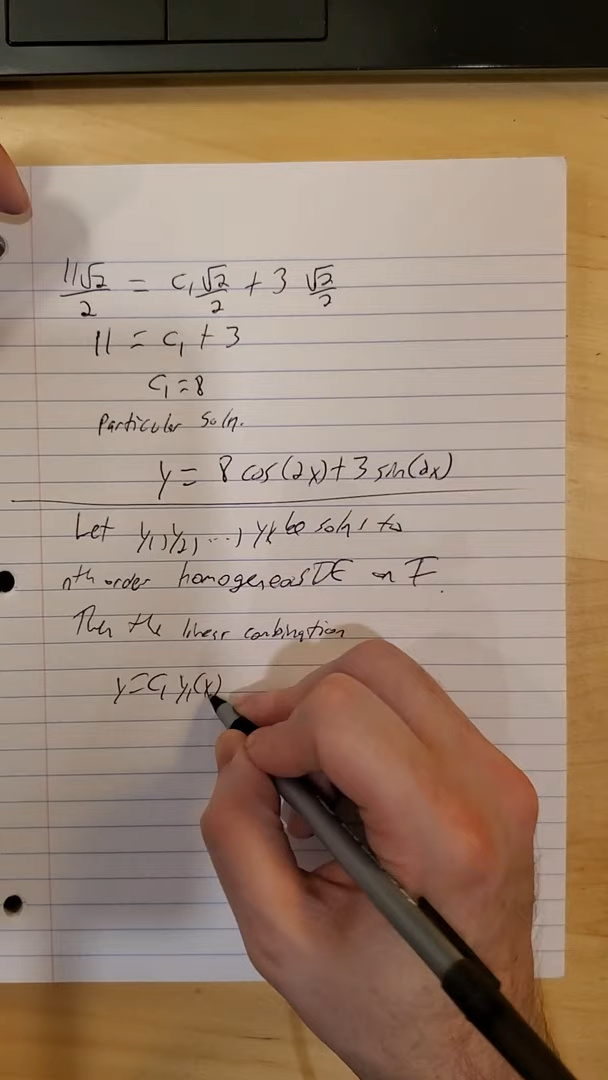 11√2/2 = C₁ √2/2 + 3 √2/2
11 = C₁ + 3
C₁ = 8
Particular Soln.
y = 8 cos(2x) + 3 sin(2x)
Let y₁, y₂, ..., yₖ be solns to
nth order homogeneous DE on I.
Then the linear combination
y = C₁ y₁(x)